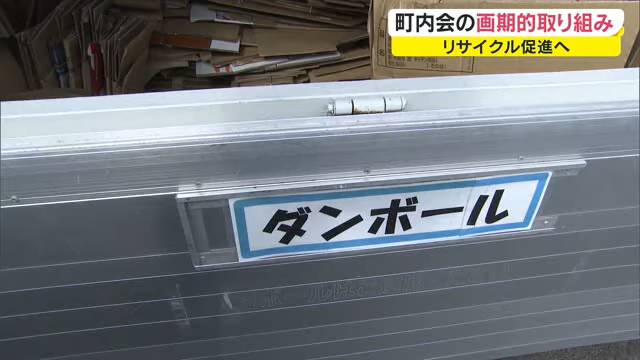 町内会の画期的取り組み
リサイクル促進へ
ダンボール